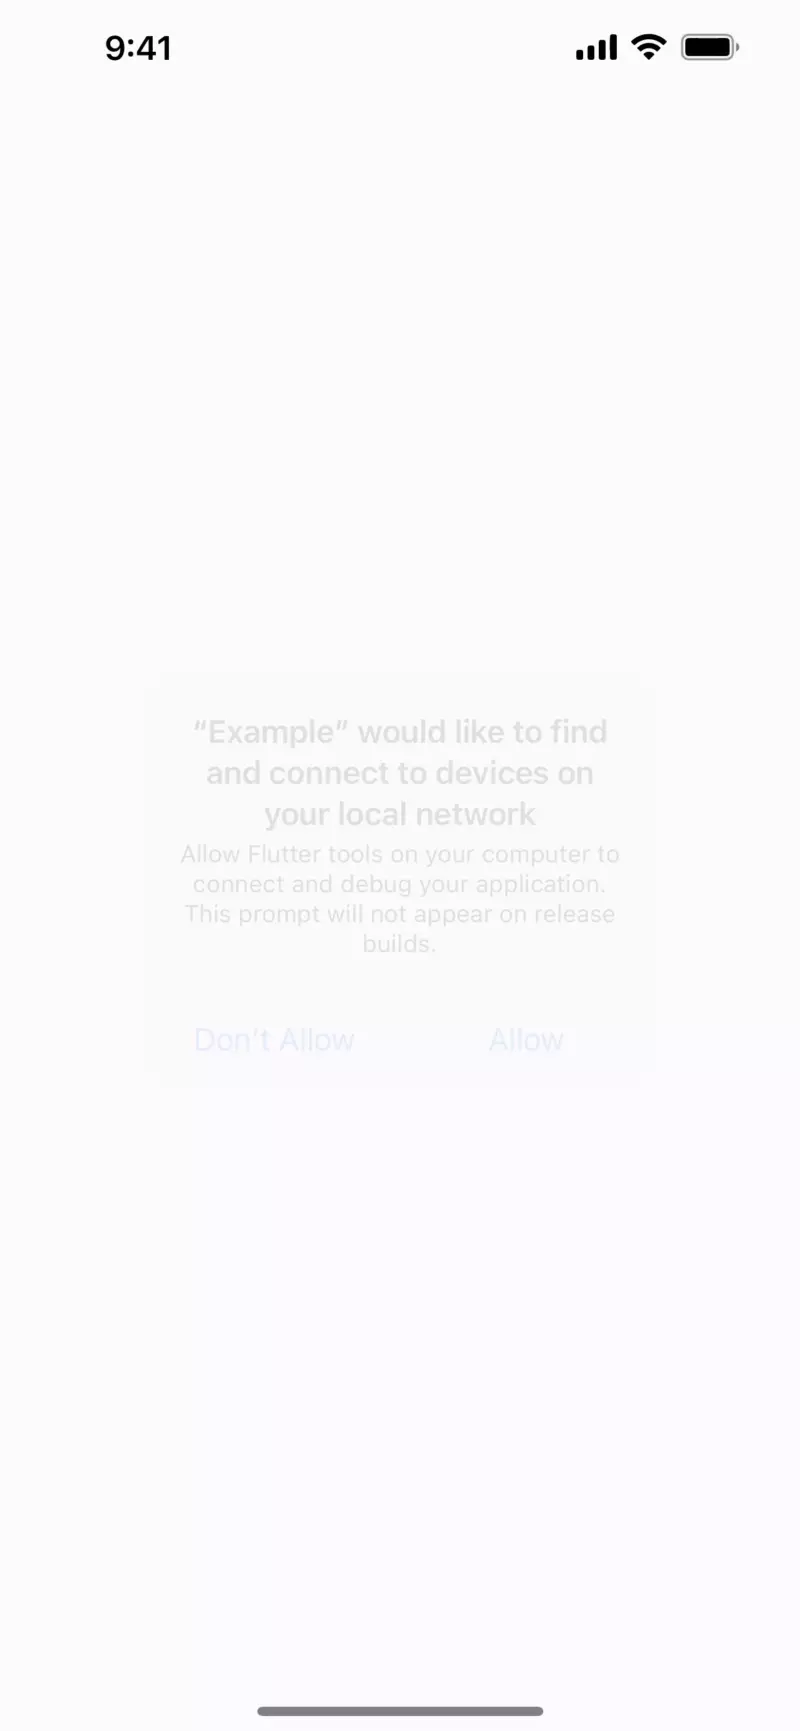 9:41
“Example” would like to find
and connect to devices on
your local network
Allow Flutter tools on your computer to
connect and debug your application.
This prompt will not appear on release
builds.
Don't Allow Allow